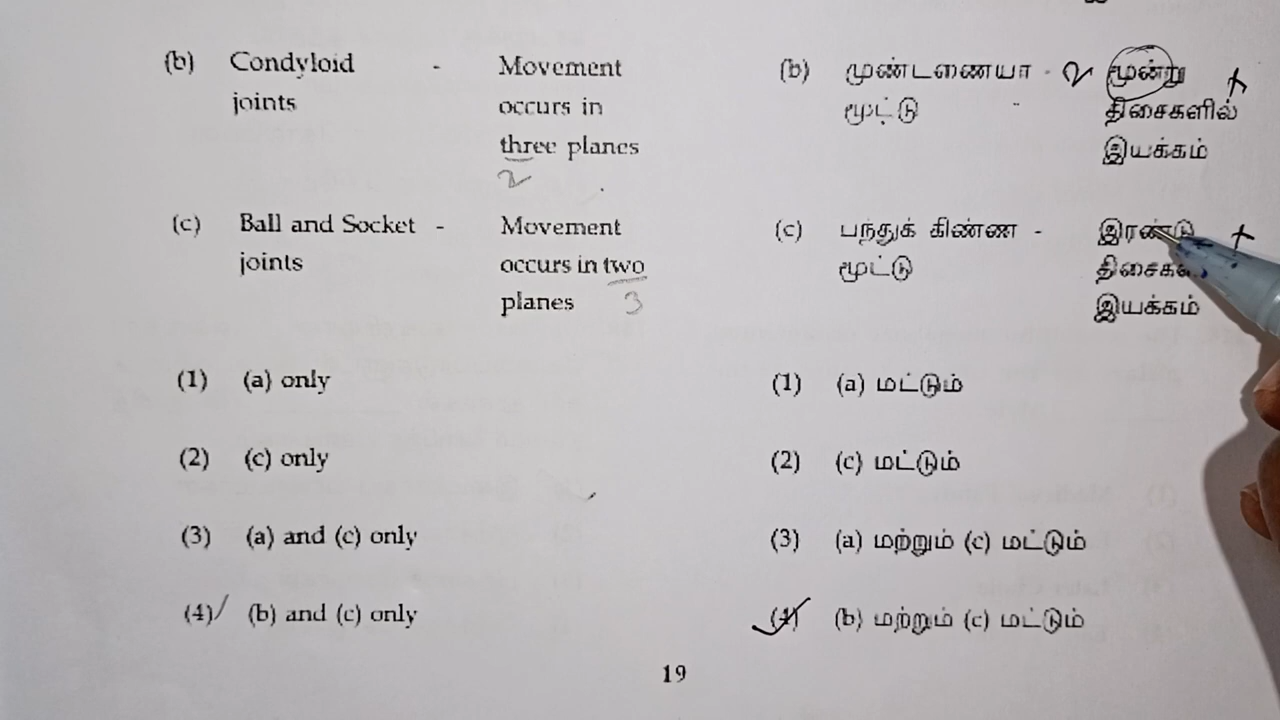 (b) Condyloid - Movement
joints occurs in
three planes
2
(c) Ball and Socket - Movement
joints occurs in two
planes 3
(1) (a) only
(2) (c) only
(3) (a) and (c) only
(4) (b) and (c) only
(b) முண்டணையா - 2 மூன்று x
மூட்டு திசைகளில்
இயக்கம்
(c) பந்துக் கிண்ண - இரண்டு x
மூட்டு
இயக்கம்
(1) (a) மட்டும்
(2) (c) மட்டும்
(3) (a) மற்றும் (c) மட்டும்
(4) (b) மற்றும் (c) மட்டும்
19